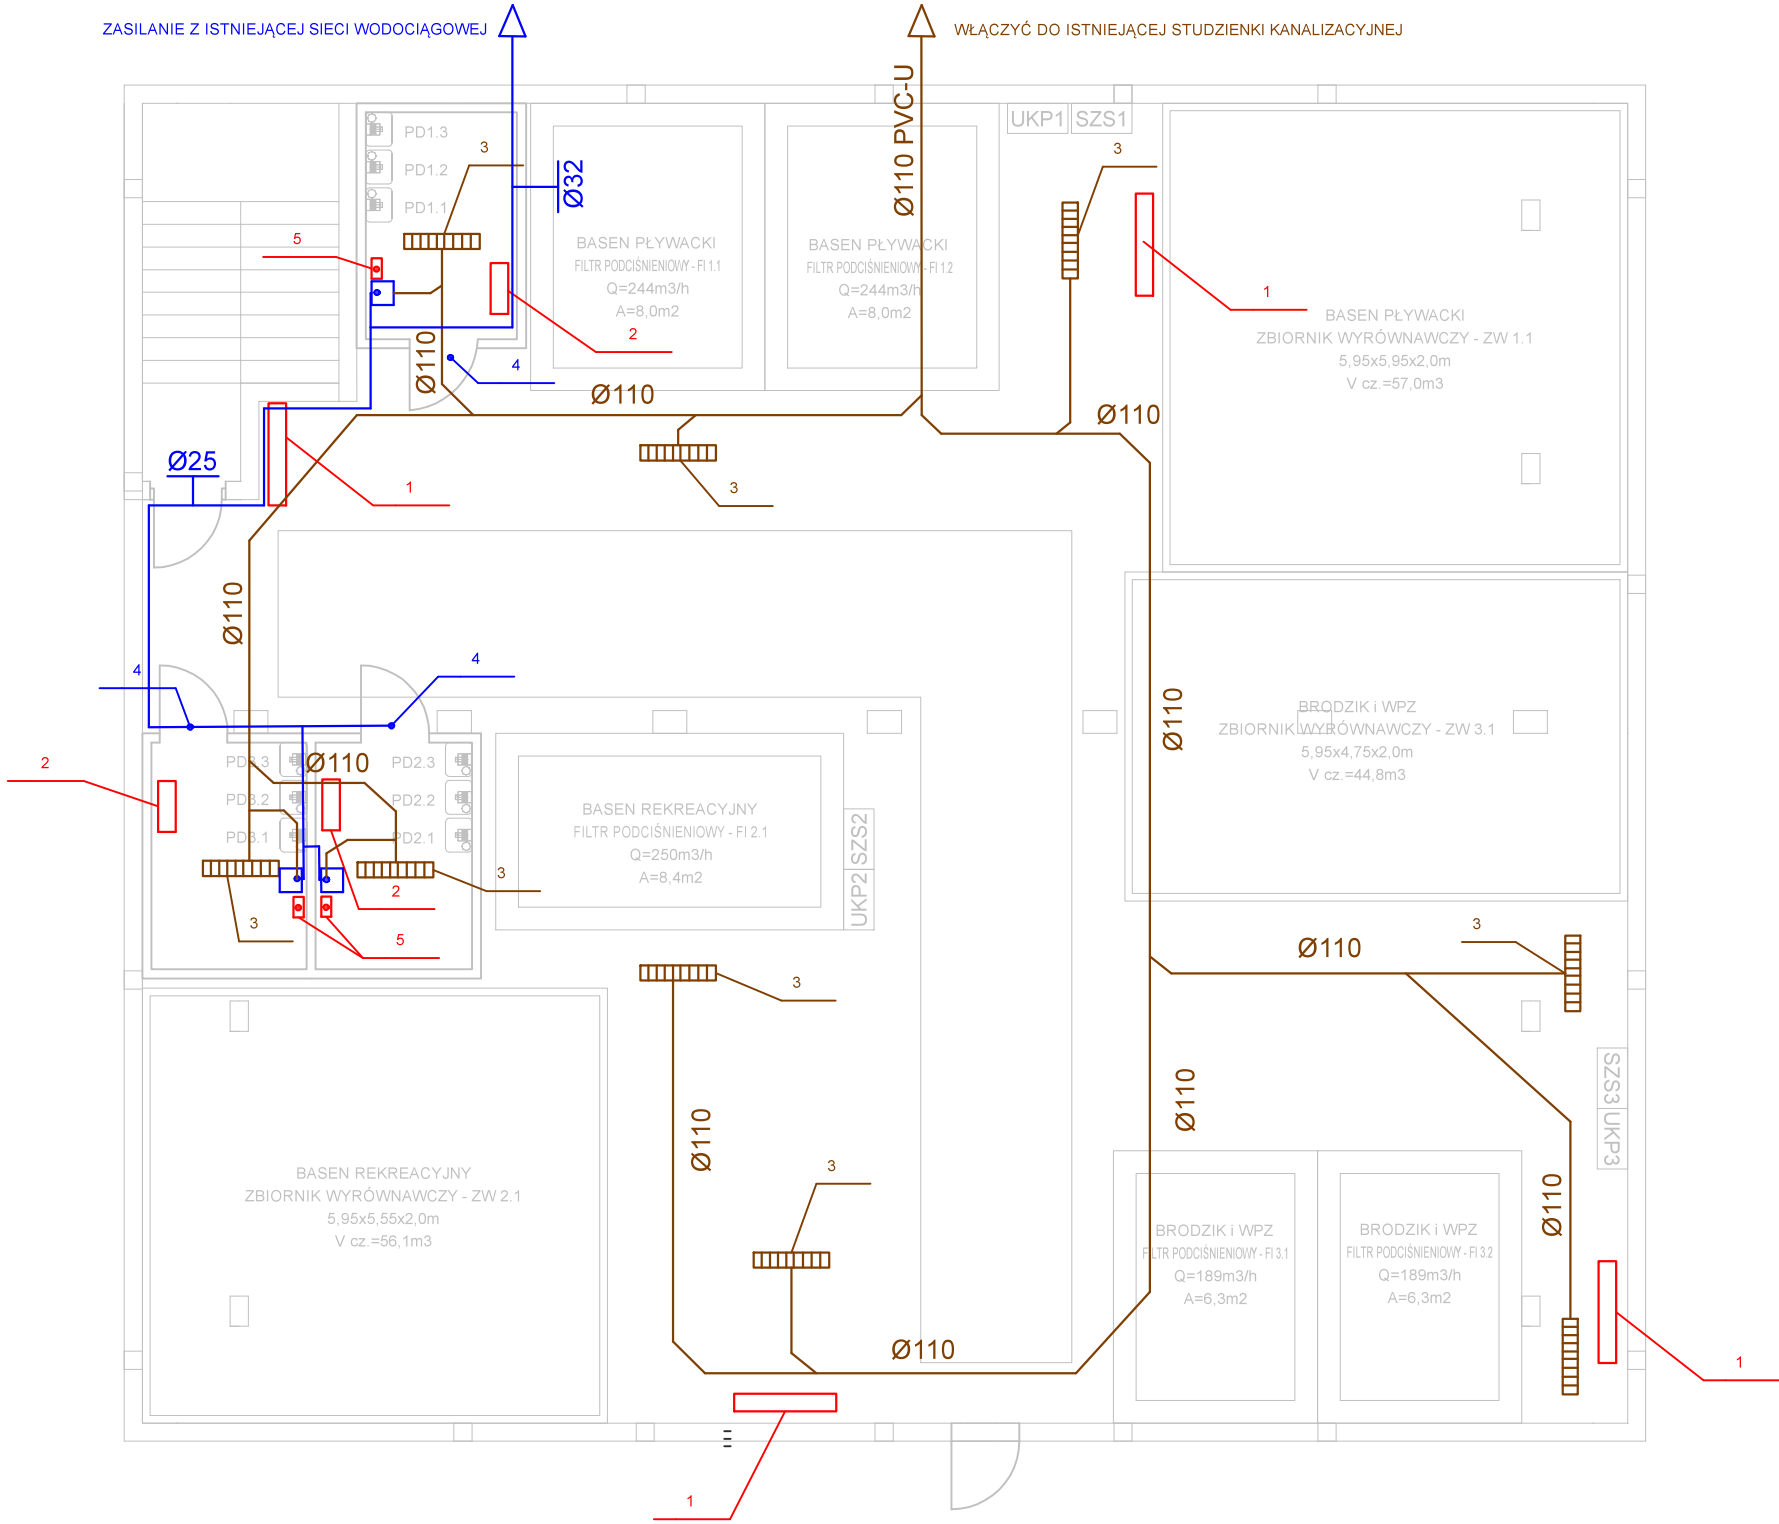 ZASILANIE Z ISTNIEJĄCEJ SIECI WODOCIĄGOWEJ
WŁĄCZYĆ DO ISTNIEJĄCEJ STUDZIENKI KANALIZACYJNEJ
Ø110 PVC-U
UKP1
SZS1
PD1.3
PD1.2
PD1.1
3
Ø32
3
5
BASEN PŁYWACKI
FILTR PODCIŚNIENIOWY - FI 1.1
Q=244m3/h
A=8,0m2
BASEN PŁYWACKI
FILTR PODCIŚNIENIOWY - FI 1.2
Q=244m3/h
A=8,0m2
1
2
BASEN PŁYWACKI
ZBIORNIK WYRÓWNAWCZY - ZW 1.1
5,95x5,95x2,0m
V cz.=57,0m3
Ø110
4
Ø110
Ø110
Ø25
1
3
Ø110
4
4
Ø110
BRODZIK i WPZ
ZBIORNIK WYRÓWNAWCZY - ZW 3.1
5,95x4,75x2,0m
V cz.=44,8m3
2
PD3.3
PD3.2
PD3.1
Ø110
PD2.3
PD2.2
PD2.1
BASEN REKREACYJNY
FILTR PODCIŚNIENIOWY - FI 2.1
Q=250m3/h
A=8,4m2
SZS2
UKP2
3
2
3
5
3
Ø110
3
SZS3
UKP3
Ø110
Ø110
3
Ø110
BASEN REKREACYJNY
ZBIORNIK WYRÓWNAWCZY - ZW 2.1
5,95x5,55x2,0m
V cz.=56,1m3
BRODZIK i WPZ
FILTR PODCIŚNIENIOWY - FI 3.1
Q=189m3/h
A=6,3m2
BRODZIK i WPZ
FILTR PODCIŚNIENIOWY - FI 3.2
Q=189m3/h
A=6,3m2
Ø110
1
1